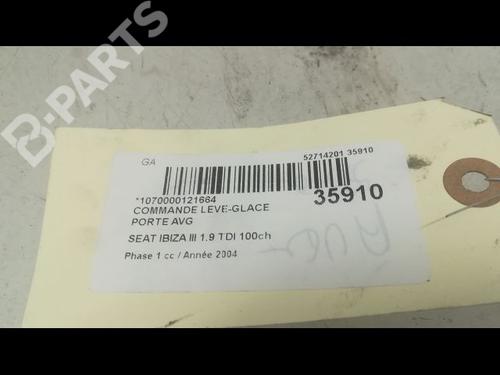 B-PARTS
GA
52714201 35910
*1070000121664
35910
COMMANDE LEVE-GLACE
PORTE AVG
SEAT IBIZA III 1.9 TDI 100ch
Phase 1 cc / Année 2004